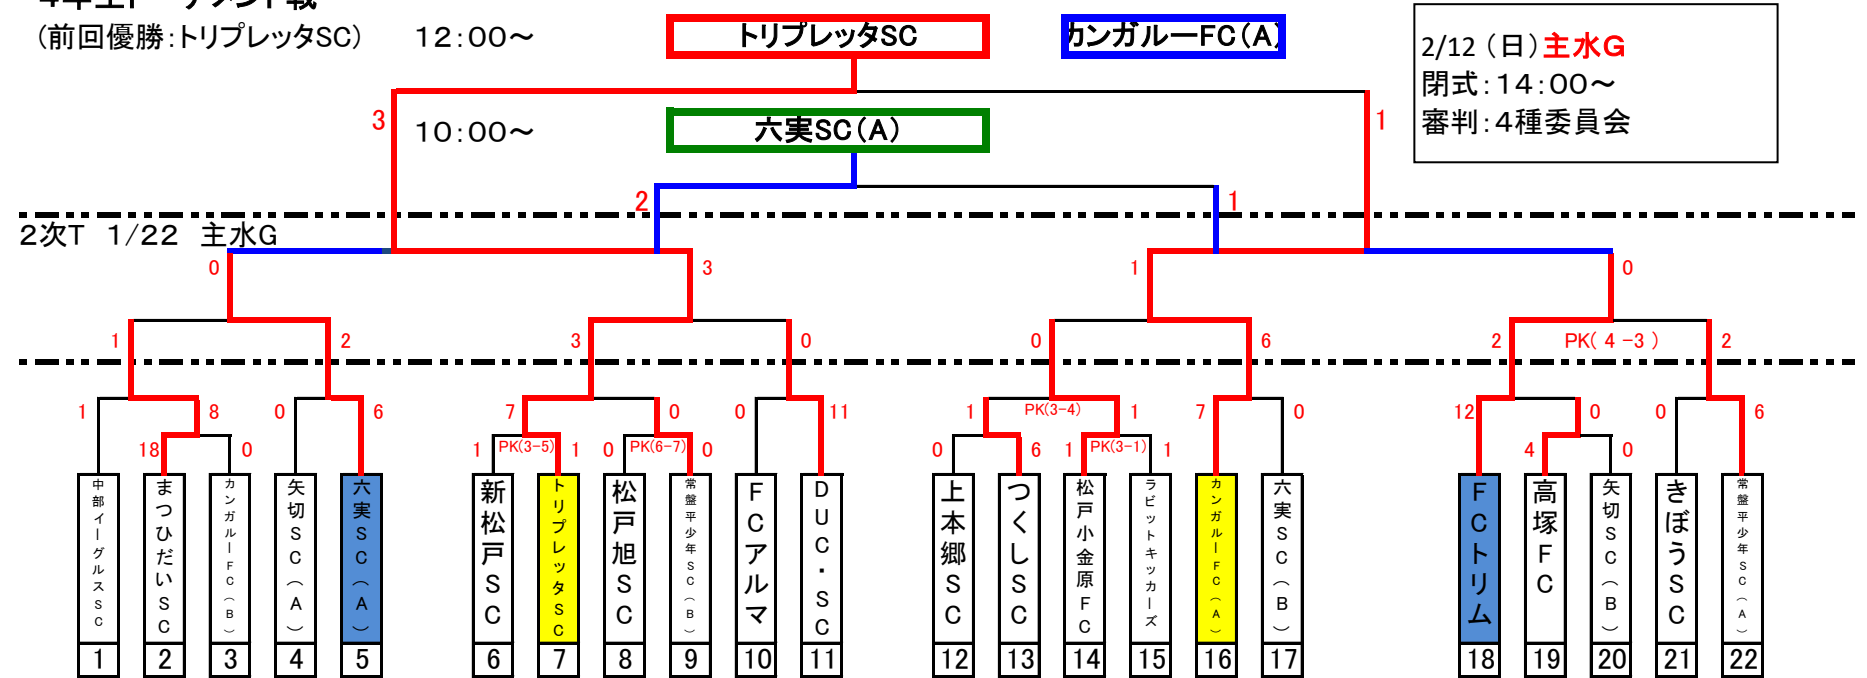 (前回優勝:トリプレッタSC) 12:00～ トリプレッタSC カンガルーFC(A)
2/12 (日)主水G
閉式:14:00～
審判:4種委員会
3 10:00～ 六実SC(A) 1
2 1
2次T 1/22 主水G
0 3 1 0
1 2 3 0 0 6 2 PK( 4 -3 ) 2
1 8 0 6 7 0 0 11 1 PK(3-4) 1 7 0 12 0 0 6
18 0 1 PK(3-5) 1 0 PK(6-7) 0 0 6 1 PK(3-1) 1 4 0
中部イーグルスSC
まつひだいSC
カンガルーFC(B)
矢切SC(A)
六実SC(A)
新松戸SC
トリプレッタSC
松戸旭SC
常盤平少年SC(B)
FCアルマ
DUC・SC
上本郷SC
つくしSC
松戸小金原FC
ラビットキッカーズ
カンガルーFC(A)
六実SC(B)
FCトリム
高塚FC
矢切SC(B)
きぼうSC
常盤平少年SC(A)
1 2 3 4 5 6 7 8 9 10 11 12 13 14 15 16 17 18 19 20 21 22